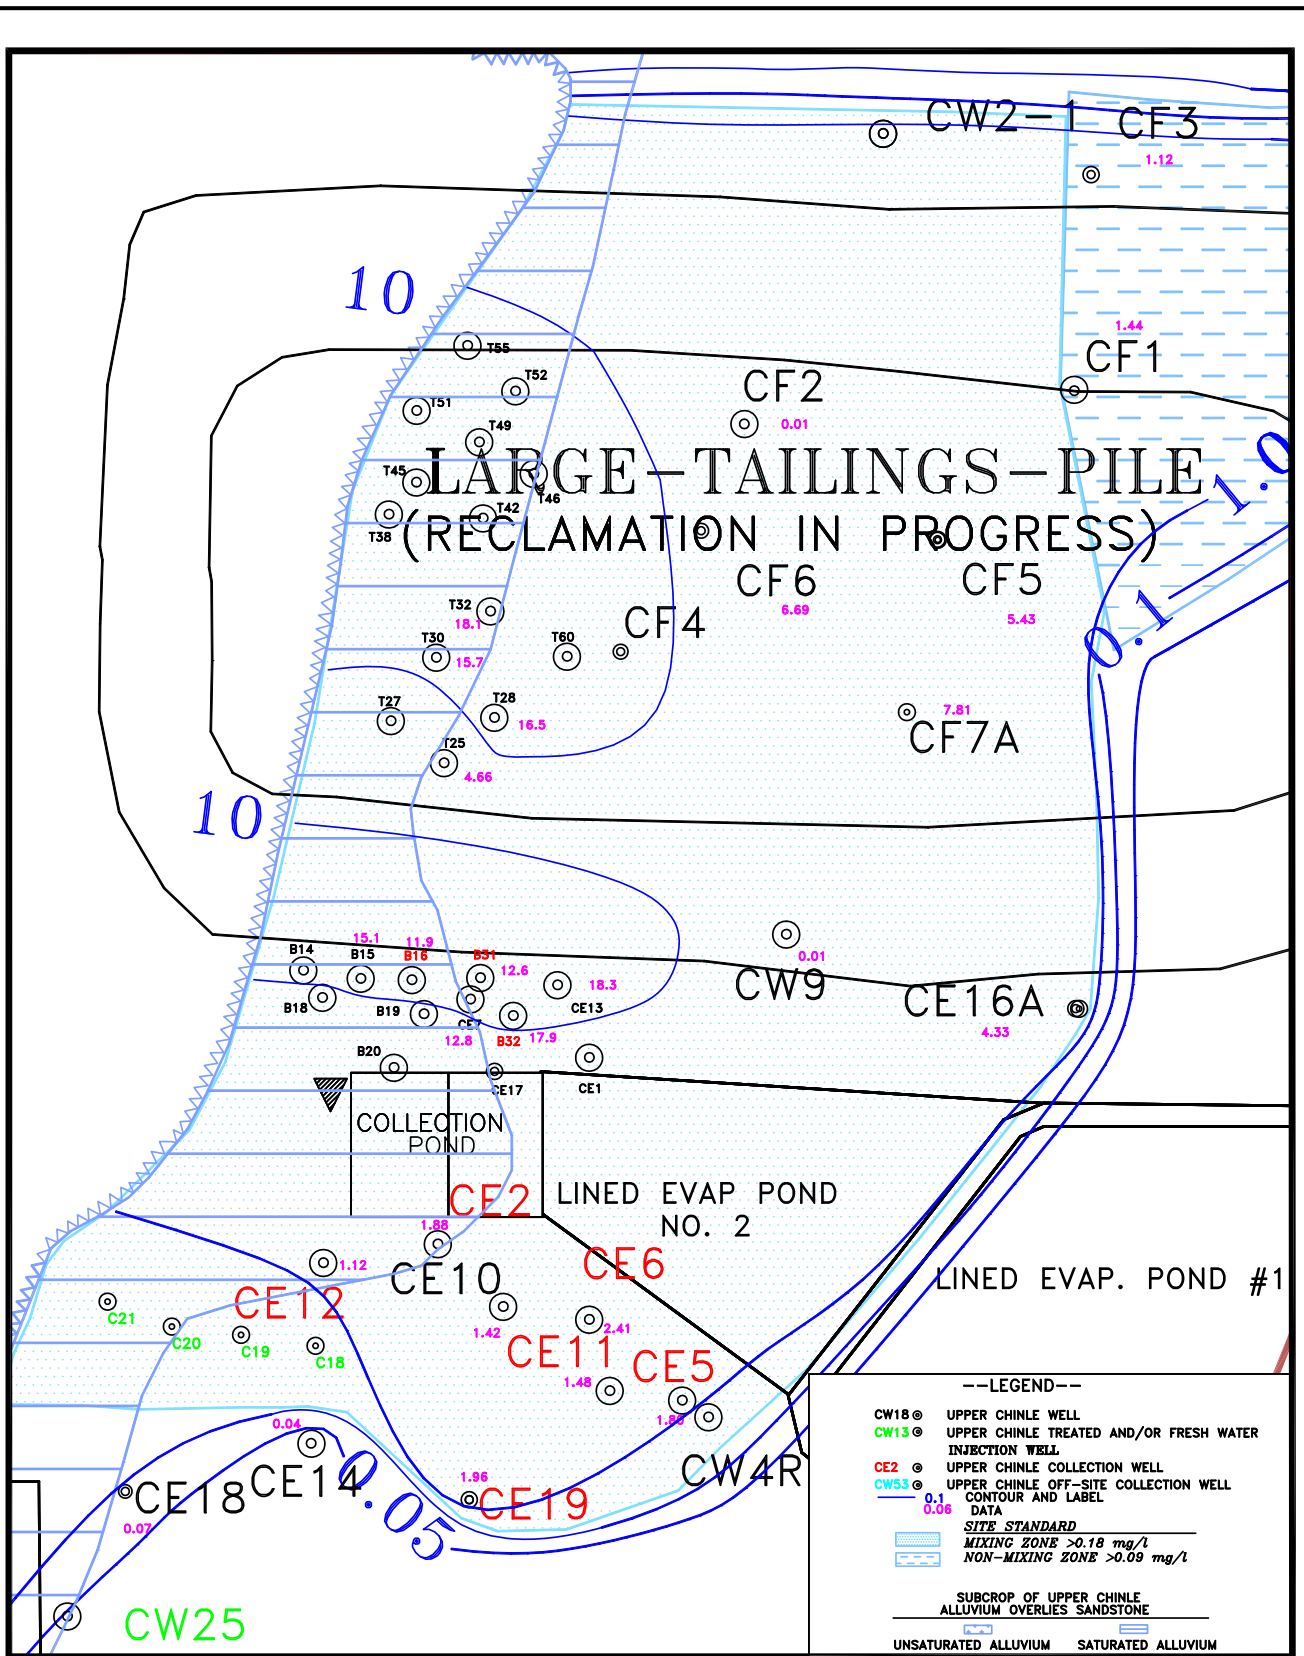 CW2-1
CF3
1.12
10
1.44
CF1
T55
T52
CF2
T51
0.01
T49
1.0
T45
LARGE-TAILINGS-PILE
T46
T42
T38
(RECLAMATION IN PROGRESS)
CF6
CF5
T32
6.69
0.1
18.1
CF4
5.43
T30
15.7
T60
T27
T28
16.5
7.81
CF7A
T25
4.66
10
15.1
11.9
B14
B15
B16
B31
12.6
0.01
B18
B19
CE7
18.3
CE13
CW9
CE16A
12.8
B32
17.9
4.33
B20
CE17
CE1
COLLECTION
POND
CE2
LINED EVAP POND
NO. 2
1.88
1.12
CE10
CE6
LINED EVAP. POND #1
CE12
C21
C20
C19
C18
1.42
2.41
CE11
CE5
1.48
0.04
CW4R
CE14
0.05
1.96
CE18
CE19
0.07
CW25
--LEGEND--
CW18 UPPER CHINLE WELL
CW13 UPPER CHINLE TREATED AND/OR FRESH WATER
INJECTION WELL
CE2 UPPER CHINLE COLLECTION WELL
CW53 UPPER CHINLE OFF-SITE COLLECTION WELL
0.1 CONTOUR AND LABEL
0.06 DATA
SITE STANDARD
MIXING ZONE >0.18 mg/l
NON-MIXING ZONE >0.09 mg/l
SUBCROP OF UPPER CHINLE
ALLUVIUM OVERLIES SANDSTONE
UNSATURATED ALLUVIUM SATURATED ALLUVIUM